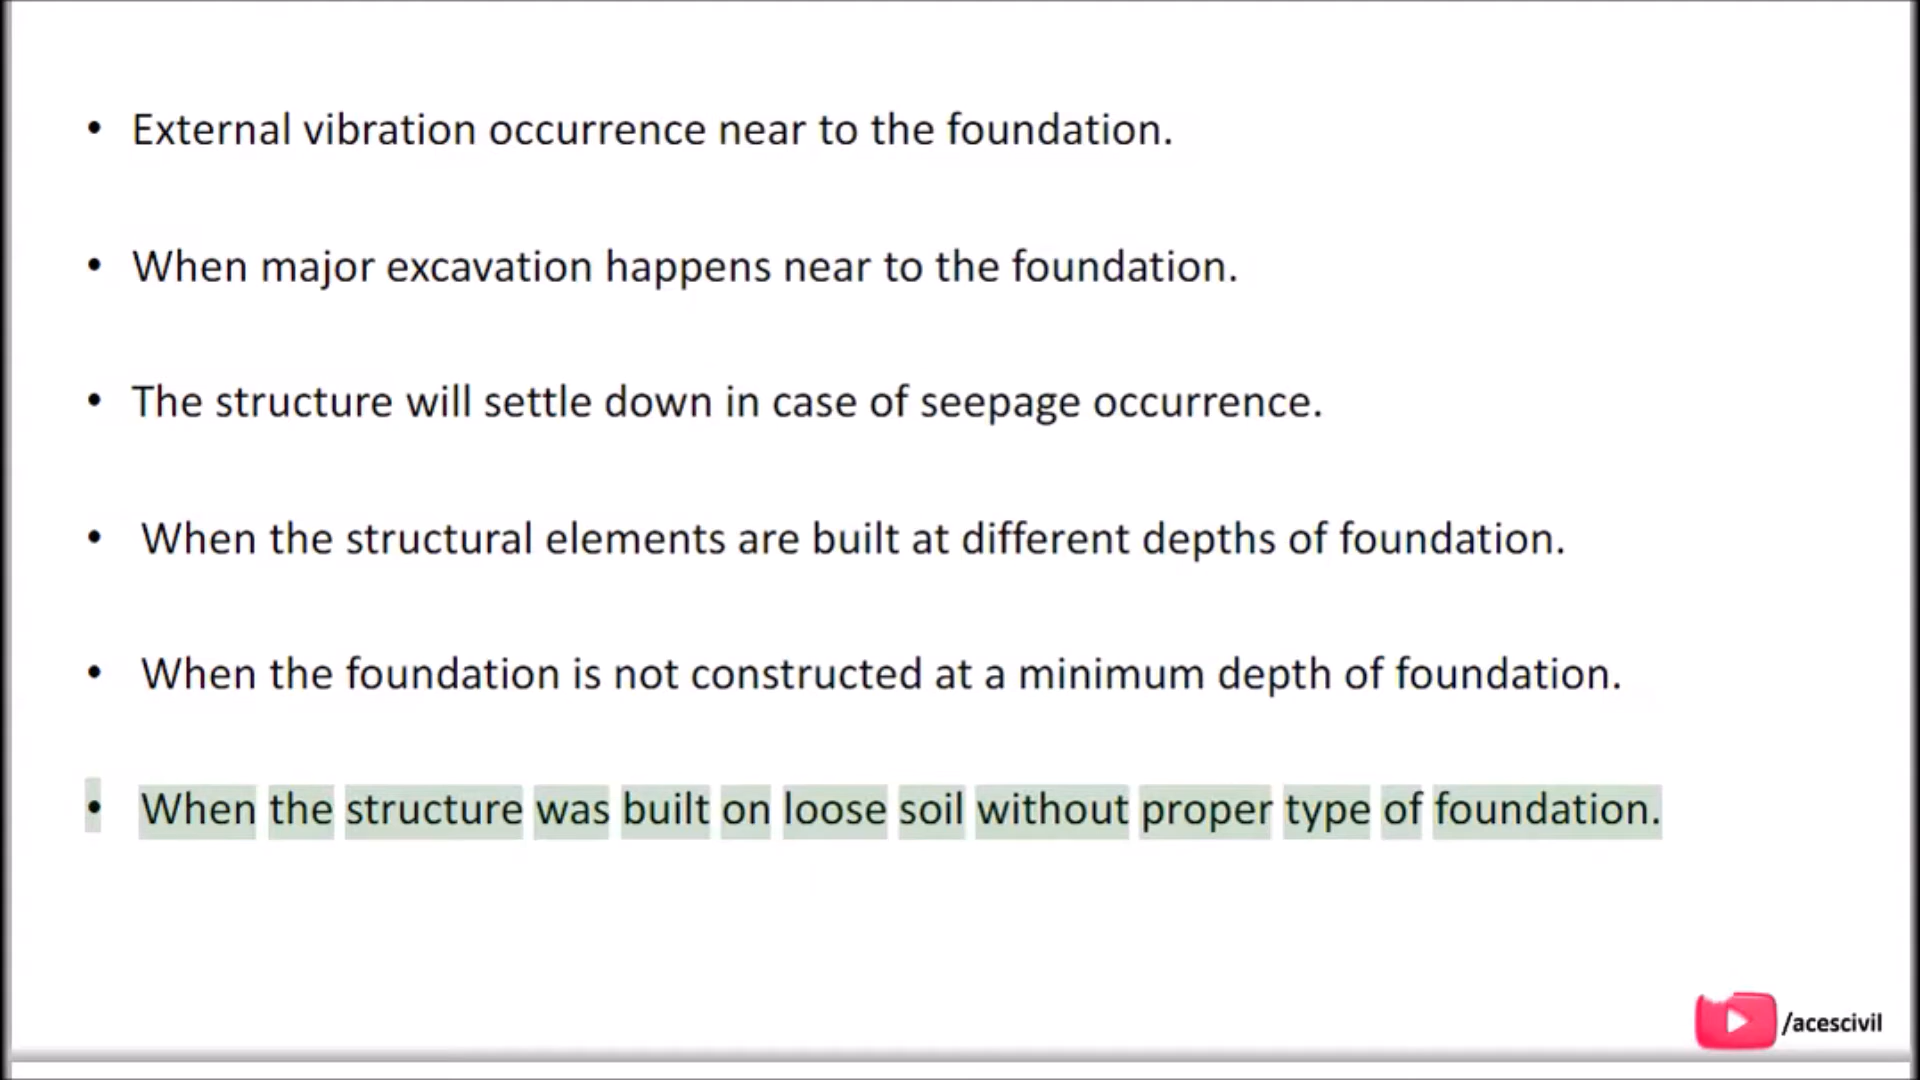 • External vibration occurrence near to the foundation.
• When major excavation happens near to the foundation.
• The structure will settle down in case of seepage occurrence.
• When the structural elements are built at different depths of foundation.
• When the foundation is not constructed at a minimum depth of foundation.
• When the structure was built on loose soil without proper type of foundation.
/acescivil